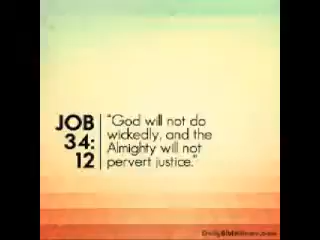 JOB
34:
12
"God will not do
wickedly, and the
Almighty will not
pervert justice."